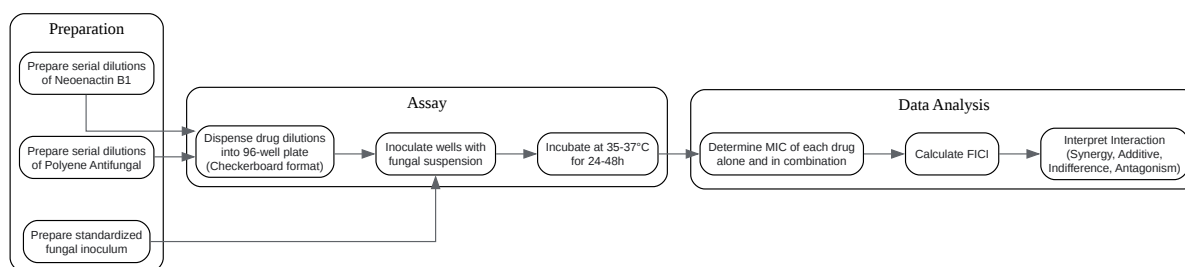 Preparation
Prepare serial dilutions
of Neoenactin B1
Prepare serial dilutions
of Polyene Antifungal
Prepare standardized
fungal inoculum
Assay
Dispense drug dilutions
into 96-well plate
(Checkerboard format)
Inoculate wells with
fungal suspension
Incubate at 35-37°C
for 24-48h
Data Analysis
Determine MIC of each drug
alone and in combination
Calculate FICI
Interpret Interaction
(Synergy, Additive,
Indifference, Antagonism)